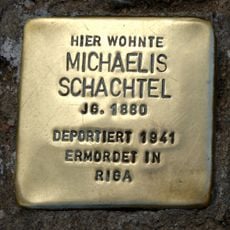 HIER WOHNTE
MICHAELIS
SCHACHTEL
JG. 1880
DEPORTIERT 1941
ERMORDET IN
RIGA